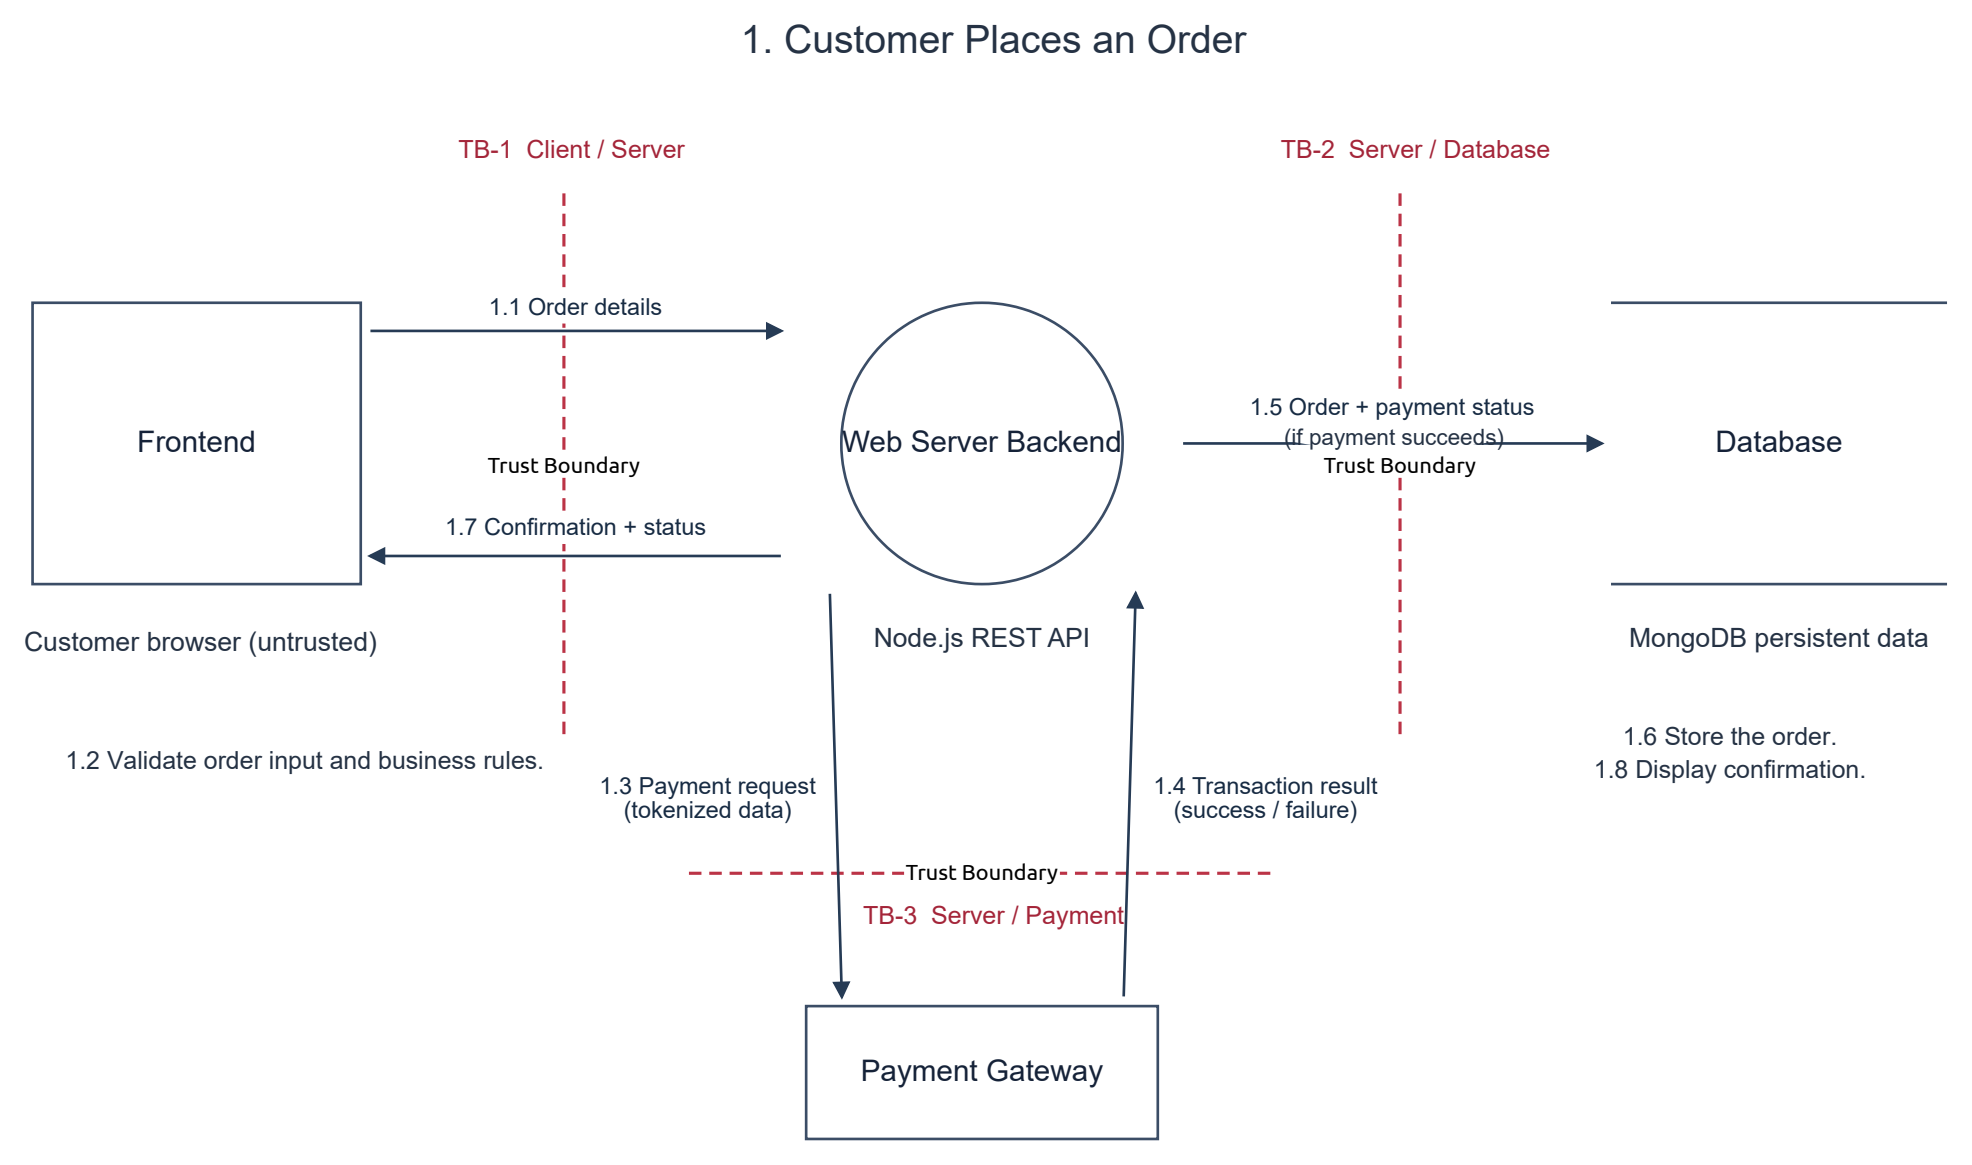 1. Customer Places an Order
TB-1  Client / Server
TB-2  Server / Database
1.1 Order details
1.5 Order + payment status
(if payment succeeds)
Frontend
Web Server Backend
Database
Trust Boundary
Trust Boundary
1.7 Confirmation + status
Customer browser (untrusted)
Node.js REST API
MongoDB persistent data
1.2 Validate order input and business rules.
1.6 Store the order.
1.8 Display confirmation.
1.3 Payment request
(tokenized data)
1.4 Transaction result
(success / failure)
Trust Boundary
TB-3  Server / Payment
Payment Gateway